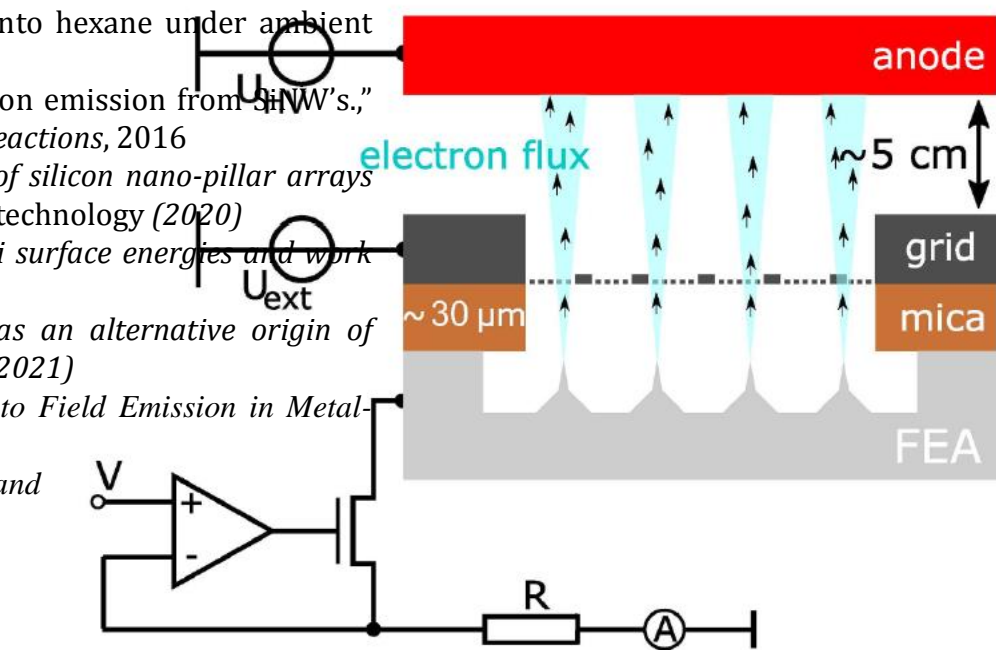 nto hexane under ambient
anode
U
on emission from SiNW's.,"
eactions, 2016
electron flux
~5 cm
of silicon nano-pillar arrays
technology (2020)
grid
i surface energies and work
Uext
~ 30 µm
mica
as an alternative origin of
2021)
to Field Emission in Metal-
FEA
and
V
+
-
R
A